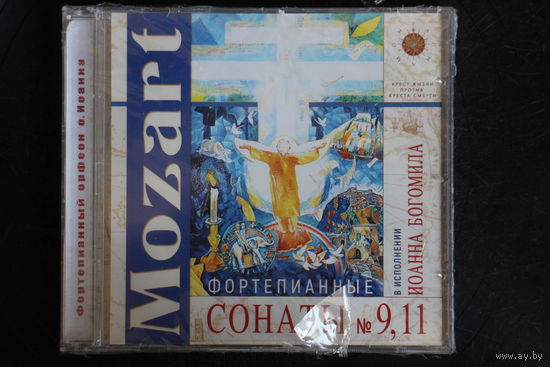 Фортепианный орфеон о.Иоанна
Mozart
КРЕСТ ЖИЗНИ
ПРОТИВ
КРЕСТА СМЕРТИ
В ИСПОЛНЕНИИ
ИОАННА БОГОМИЛА
ФОРТЕПИАННЫЕ
СОНАТЫ № 9, 11
www.ay.by